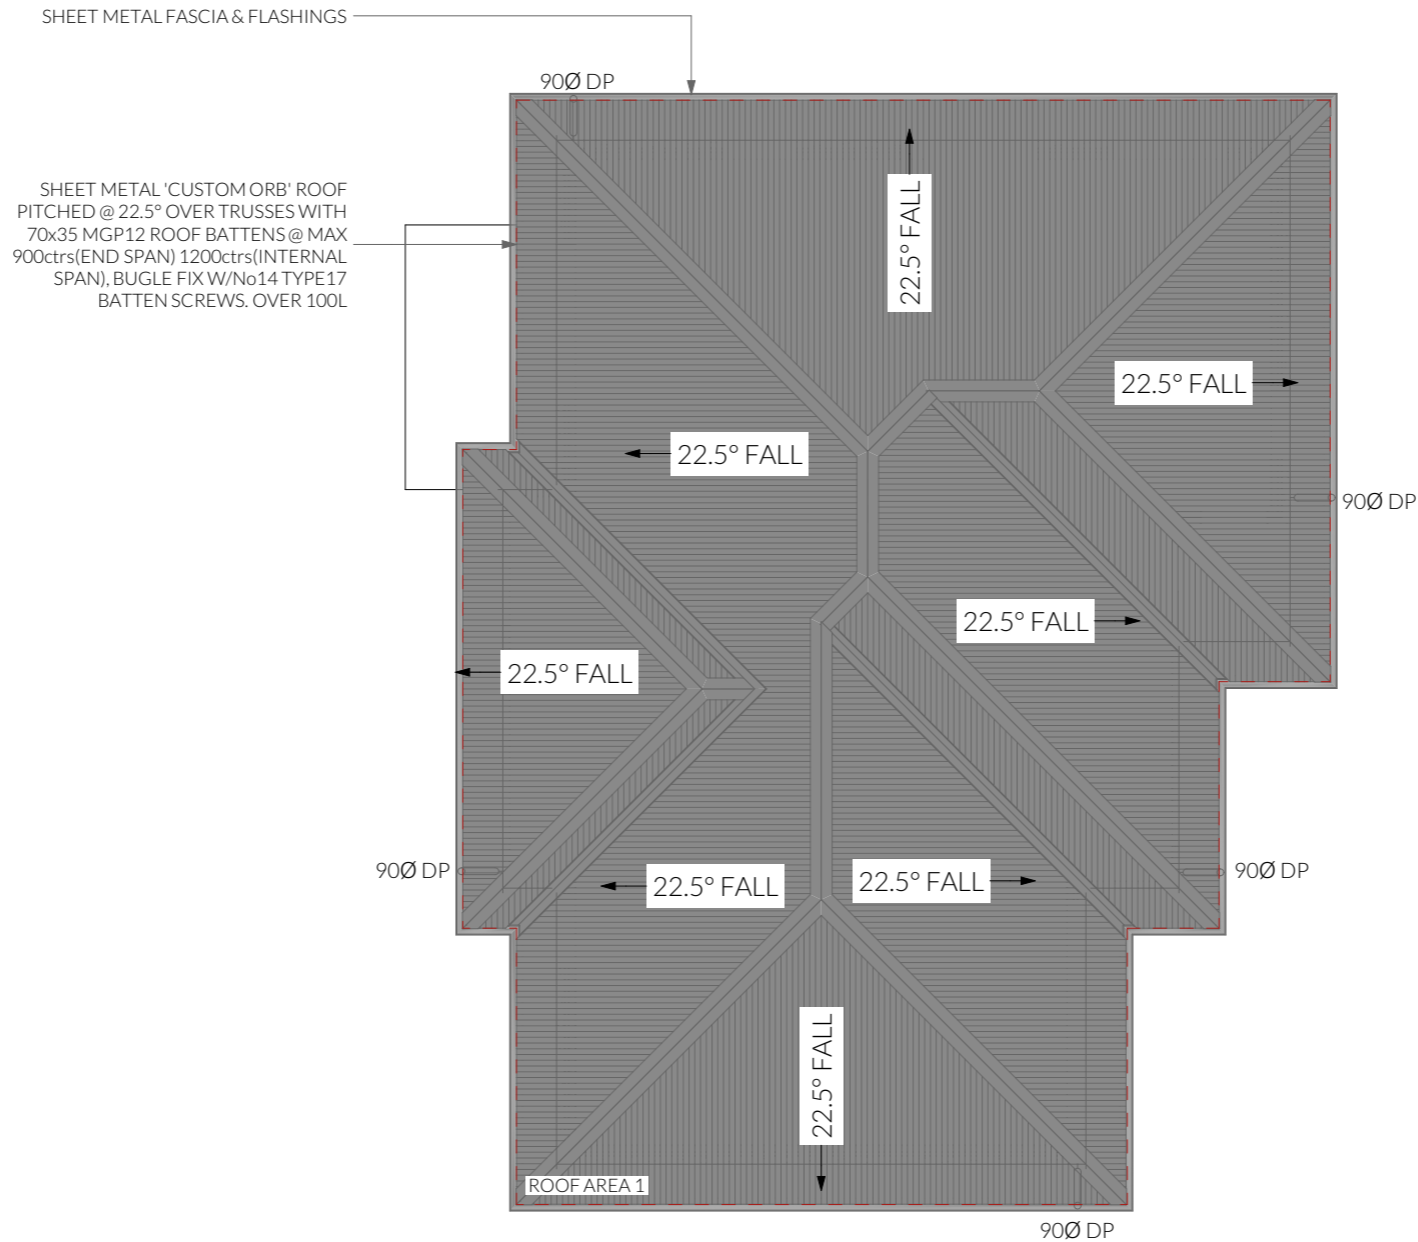 SHEET METAL FASCIA & FLASHINGS
90Ø DP
SHEET METAL 'CUSTOM ORB' ROOF
PITCHED @ 22.5° OVER TRUSSES WITH
70x35 MGP12 ROOF BATTENS @ MAX
900ctrs(END SPAN) 1200ctrs(INTERNAL
SPAN), BUGLE FIX W/No14 TYPE17
BATTEN SCREWS. OVER 100L
22.5° FALL
22.5° FALL
22.5° FALL
90Ø DP
22.5° FALL
22.5° FALL
90Ø DP
22.5° FALL
22.5° FALL
90Ø DP
22.5° FALL
ROOF AREA 1
90Ø DP